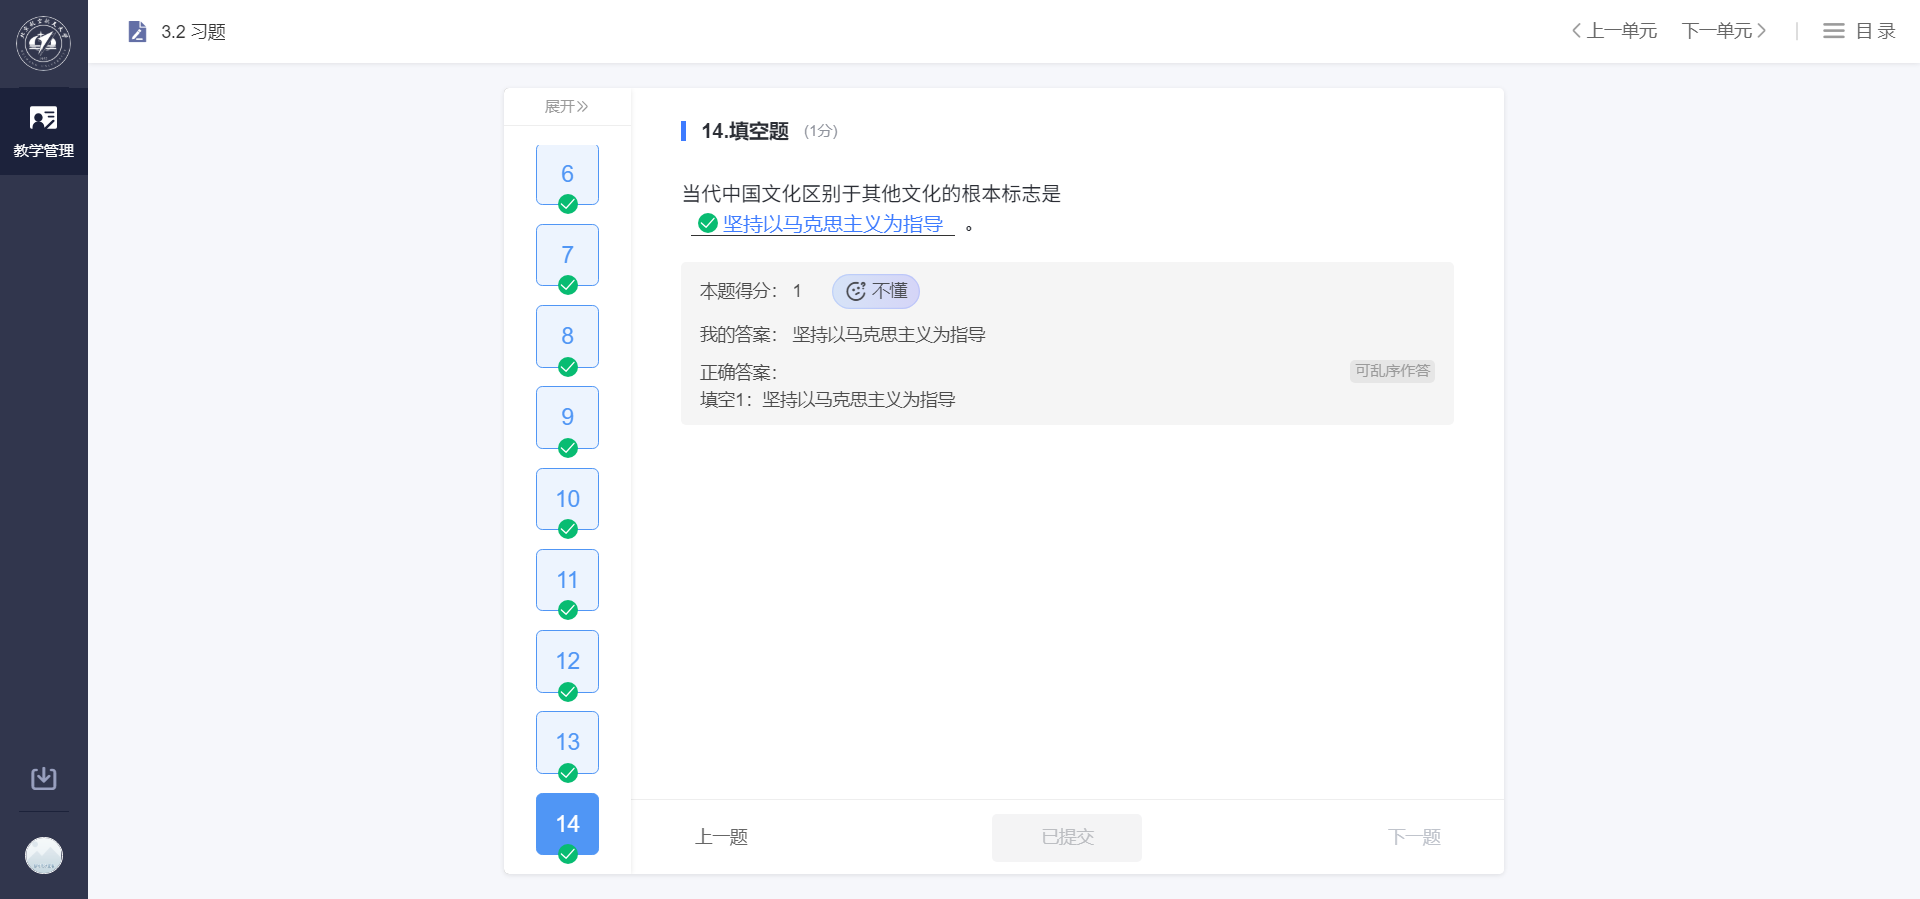 3.2 习题
上一单元
下一单元
目录
教学管理
展开
6
7
8
9
10
11
12
13
14
14.填空题 (1分)
当代中国文化区别于其他文化的根本标志是
坚持以马克思主义为指导 。
本题得分： 1 不懂
我的答案： 坚持以马克思主义为指导
正确答案： 可乱序作答
填空1： 坚持以马克思主义为指导
上一题
已提交
下一题